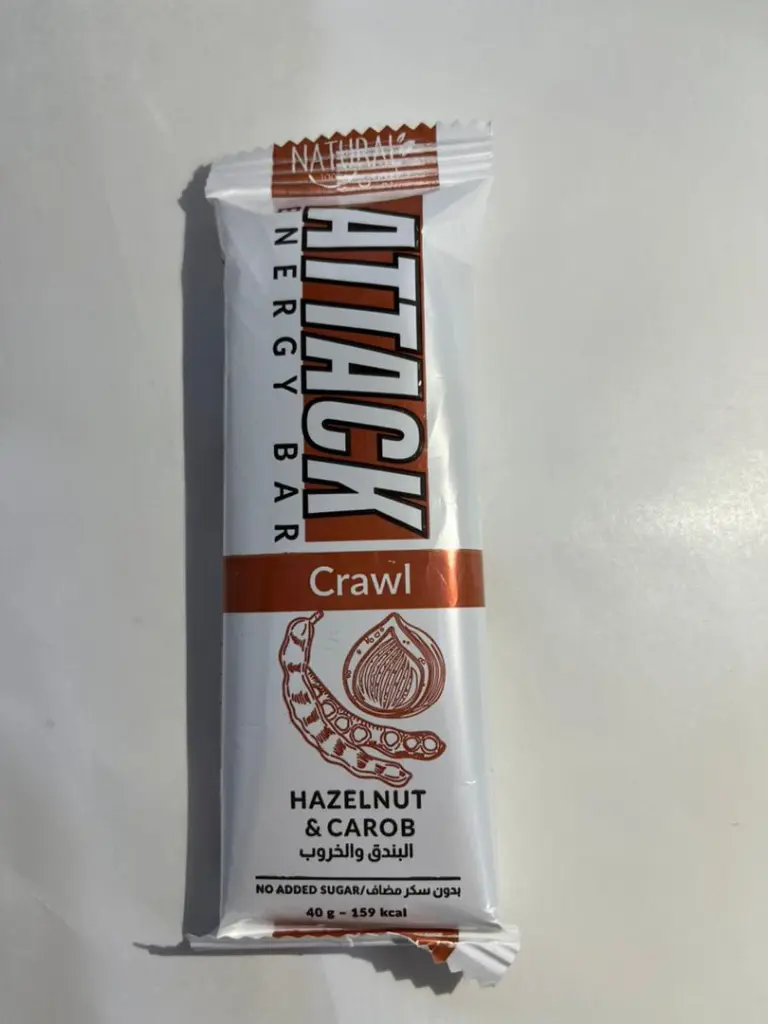 NATURAL
ATTACK
ENERGY BAR
Crawl
HAZELNUT
& CAROB
البندق والخروب
NO ADDED SUGAR/بدون سكر مضاف
40 g – 159 kcal